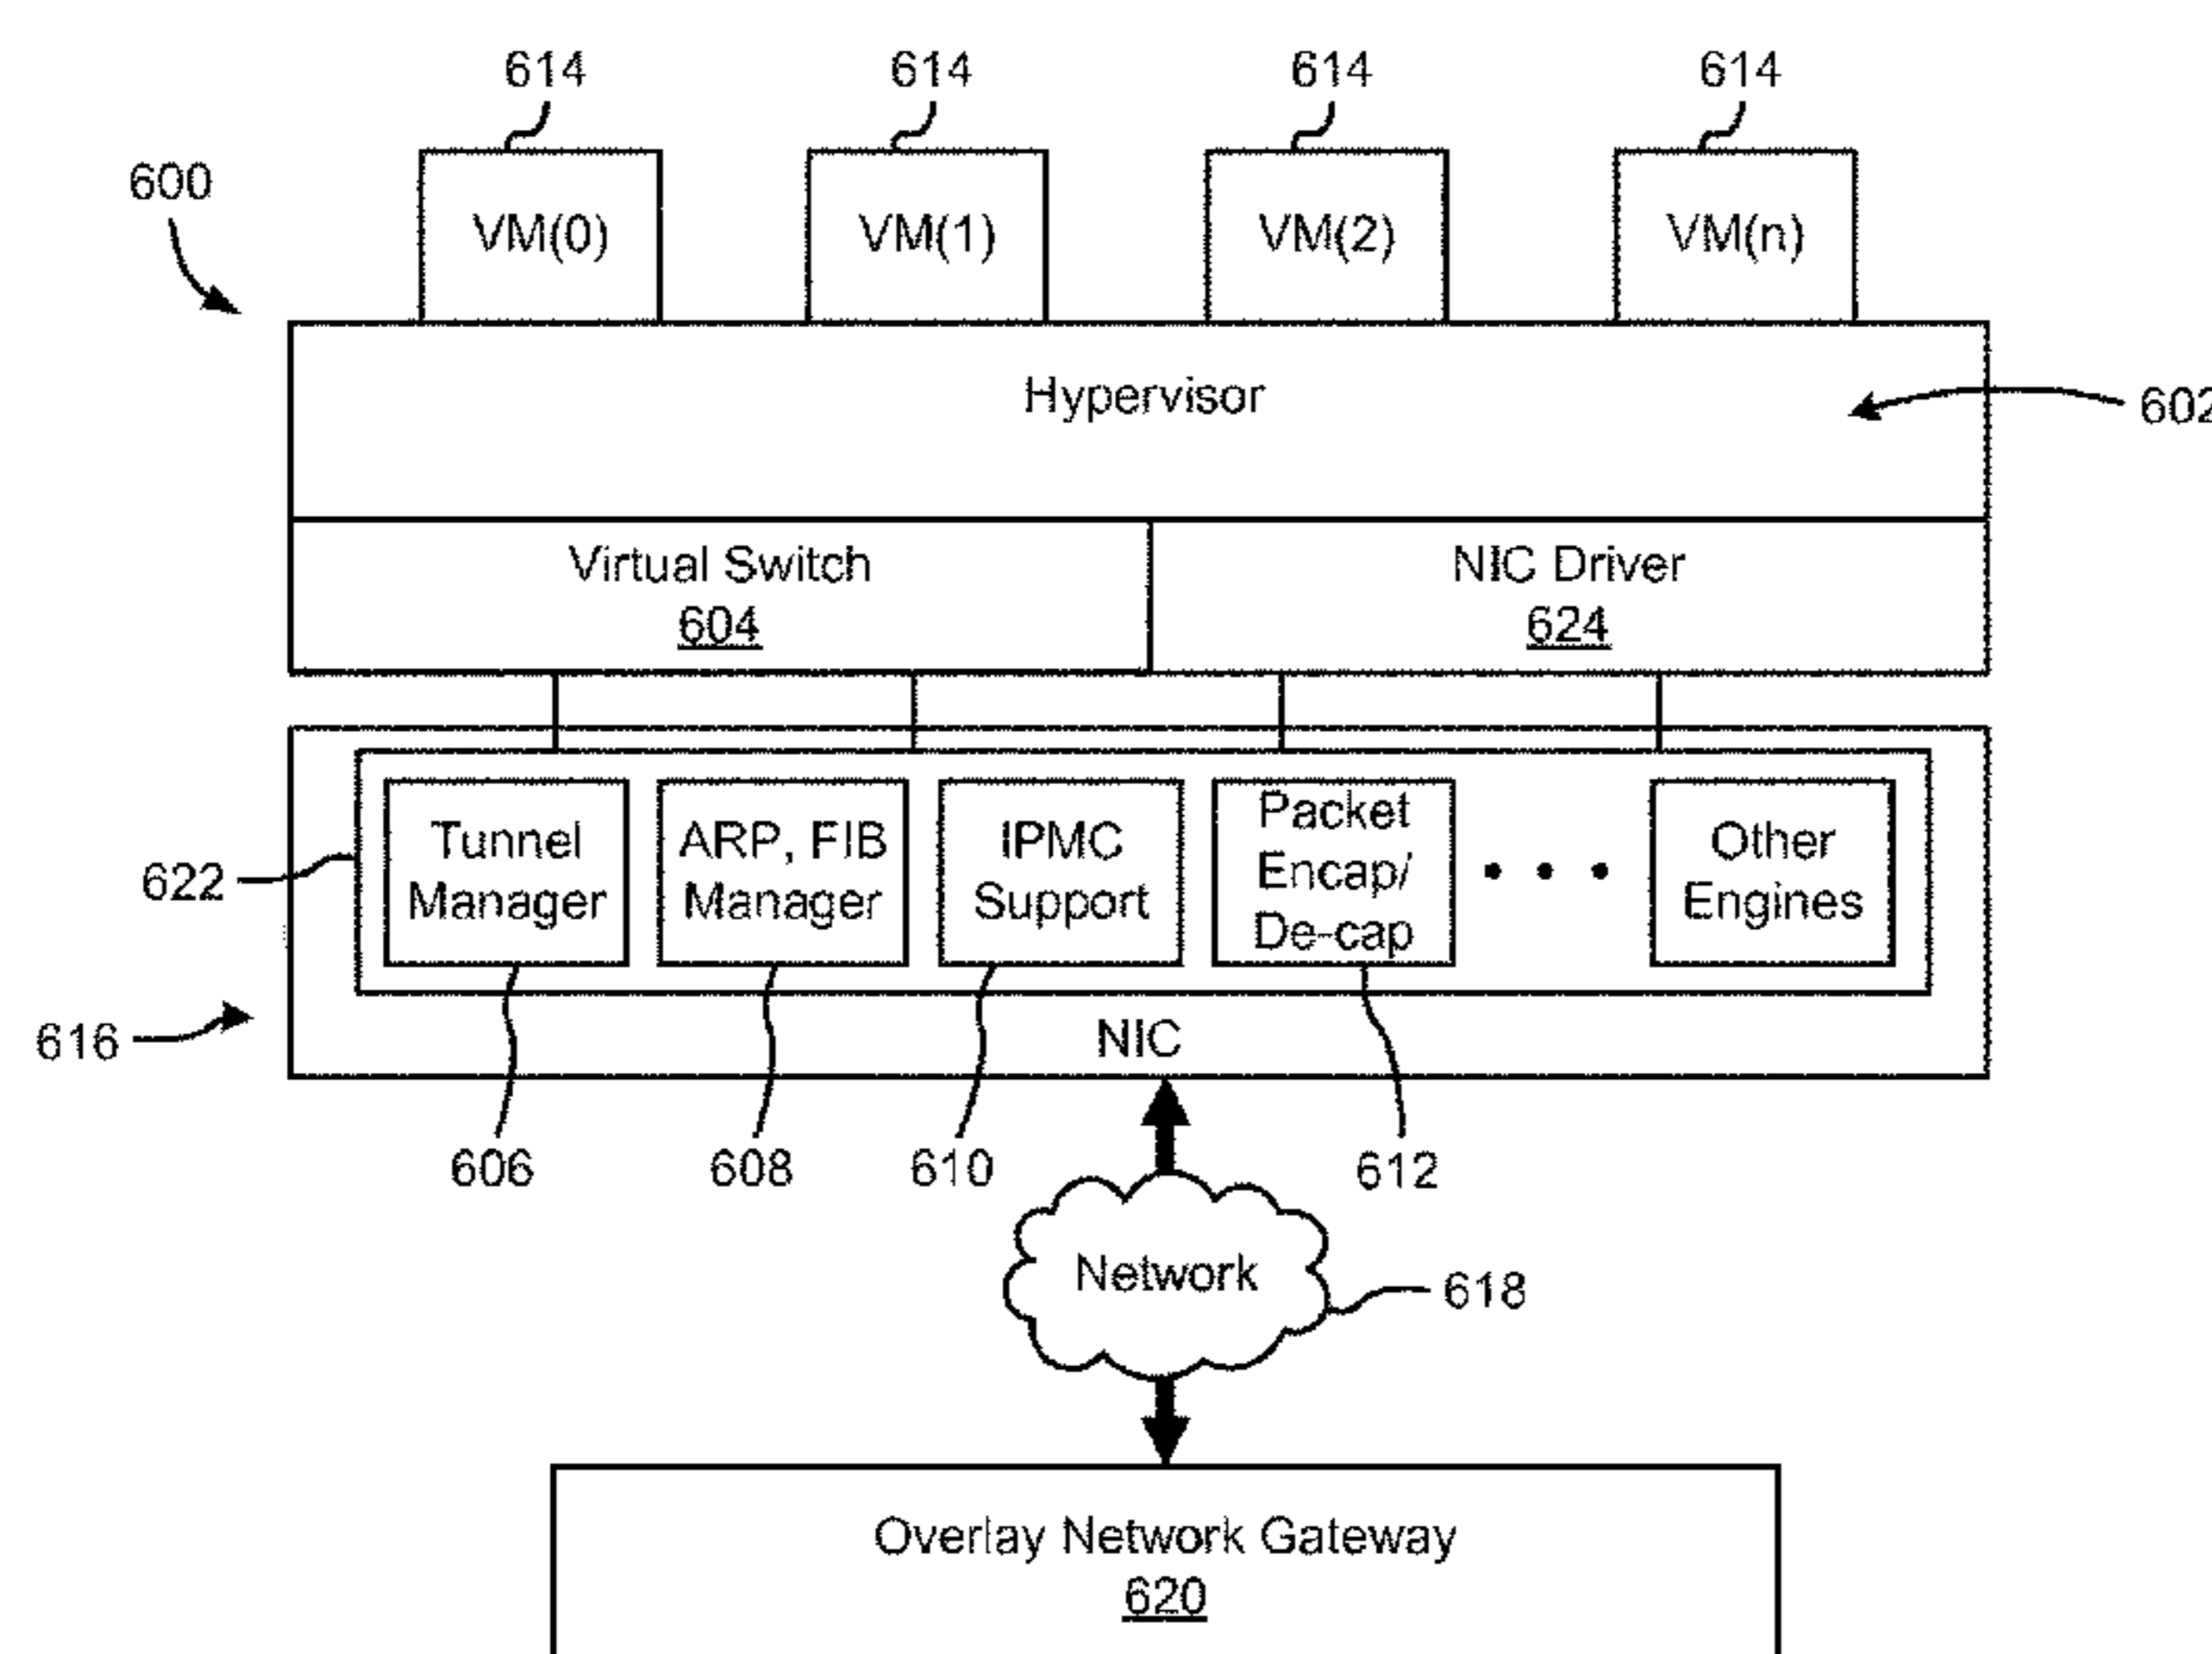 614 614 614 614
600
VM(0) VM(1) VM(2) VM(n)
Hypervisor
602
Virtual Switch
604
NIC Driver
624
622
Tunnel
Manager
ARP, FIB
Manager
IPMC
Support
Packet
Encap/
De-cap
• • •
Other
Engines
616
NIC
606 608 610 612
Network
618
Overlay Network Gateway
620